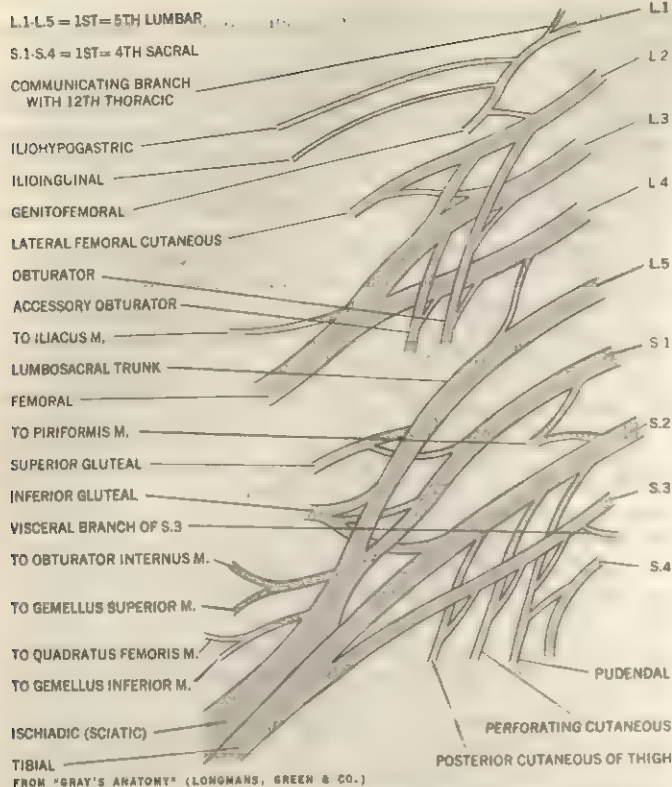 L.1-L.5 = 1ST= 5TH LUMBAR
S.1-S.4 = 1ST= 4TH SACRAL
COMMUNICATING BRANCH
WITH 12TH THORACIC
ILIOHYPOGASTRIC
ILIOINGUINAL
GENITOFEMORAL
LATERAL FEMORAL CUTANEOUS
OBTURATOR
ACCESSORY OBTURATOR
TO ILIACUS M.
LUMBOSACRAL TRUNK
FEMORAL
TO PIRIFORMIS M.
SUPERIOR GLUTEAL
INFERIOR GLUTEAL
VISCERAL BRANCH OF S.3
TO OBTURATOR INTERNUS M.
TO GEMELLUS SUPERIOR M.
TO QUADRATUS FEMORIS M.
TO GEMELLUS INFERIOR M.
ISCHIADIC (SCIATIC)
TIBIAL
FROM "GRAY'S ANATOMY" (LONGMANS, GREEN & CO.)
L.1
L.2
L.3
L.4
L.5
S.1
S.2
S.3
S.4
PUDENDAL
PERFORATING CUTANEOUS
POSTERIOR CUTANEOUS OF THIGH